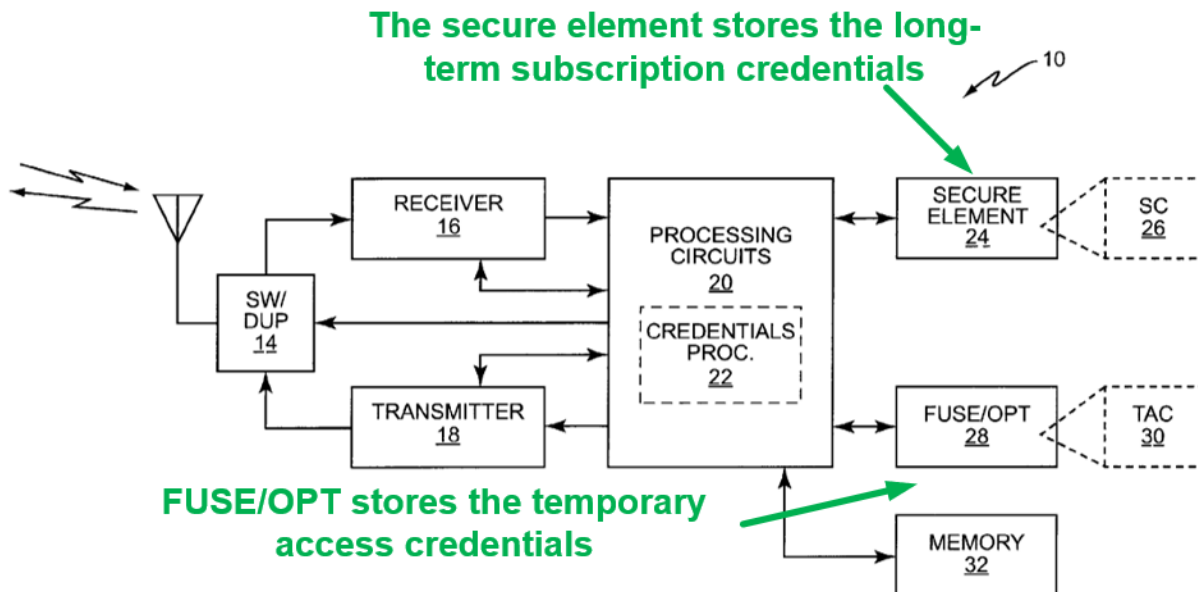 The secure element stores the long-
term subscription credentials
10
RECEIVER
16
PROCESSING
CIRCUITS
20
SECURE
ELEMENT
24
SC
26
SW/
DUP
14
CREDENTIALS
PROC.
22
TRANSMITTER
18
FUSE/OPT
28
TAC
30
FUSE/OPT stores the temporary
access credentials
MEMORY
32